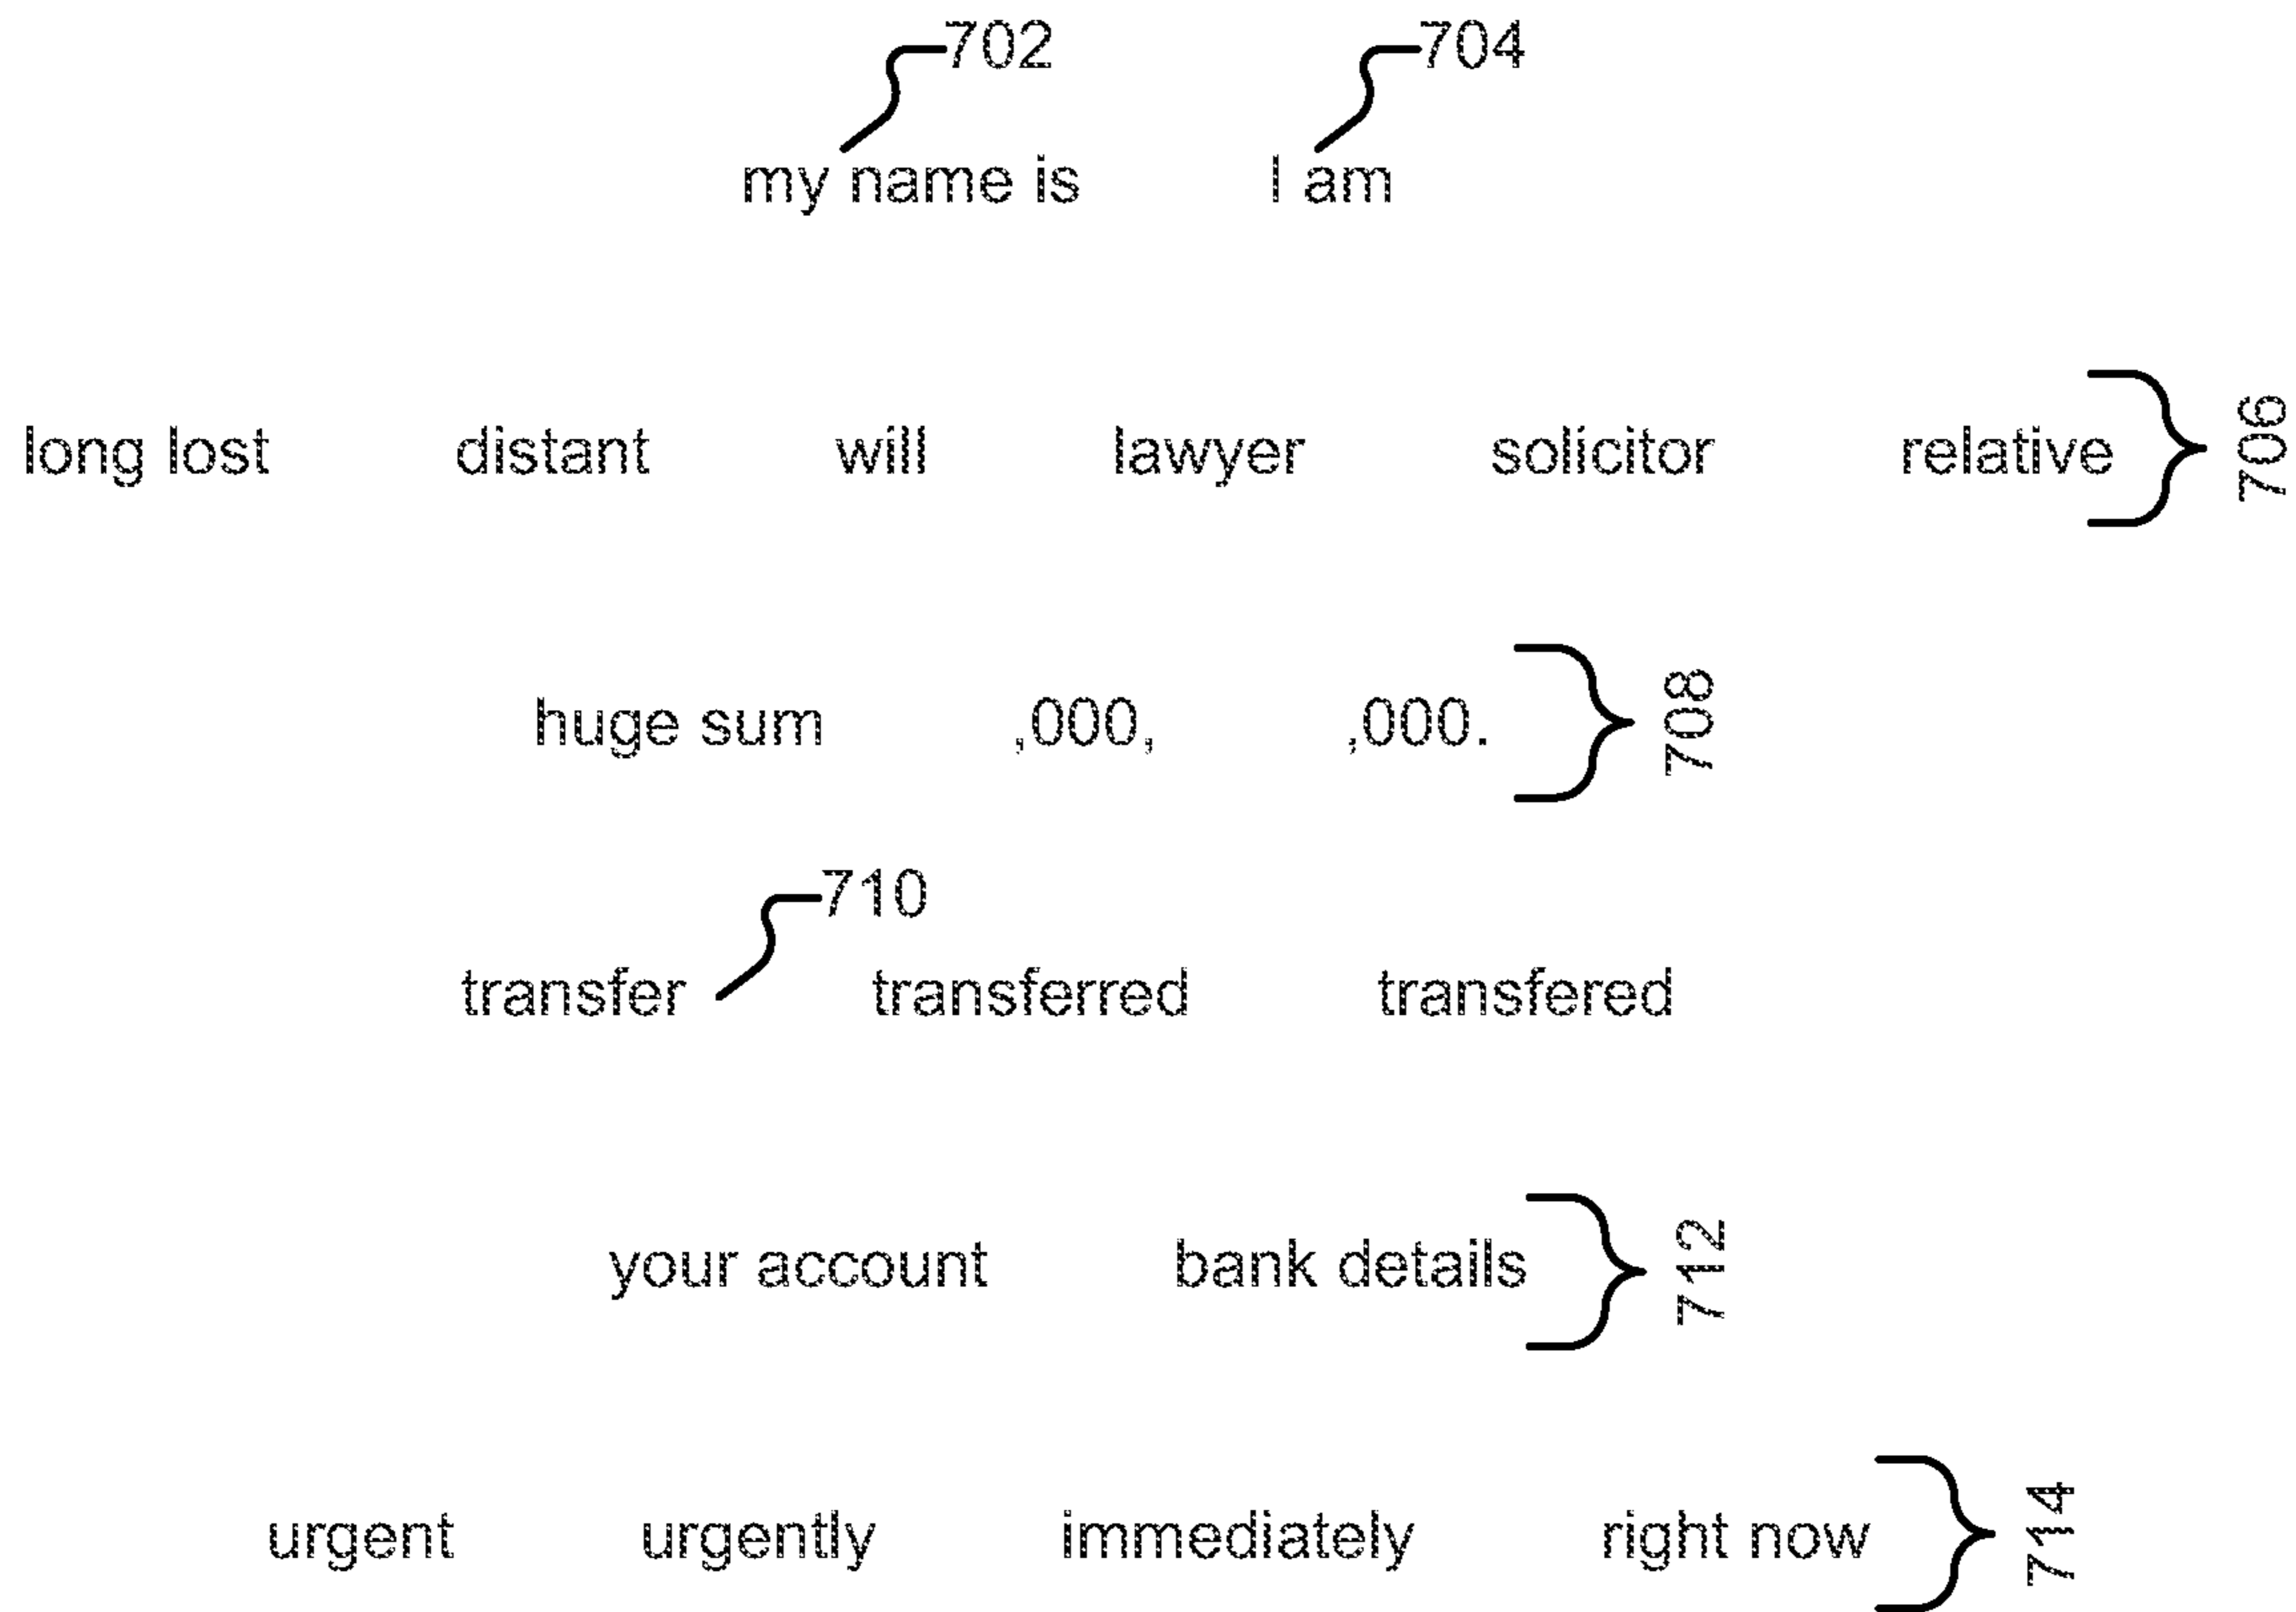 702 704
my name is I am
long lost distant will lawyer solicitor relative 706
huge sum ,000, ,000. 708
710
transfer transferred transfered
your account bank details 712
urgent urgently immediately right now 714